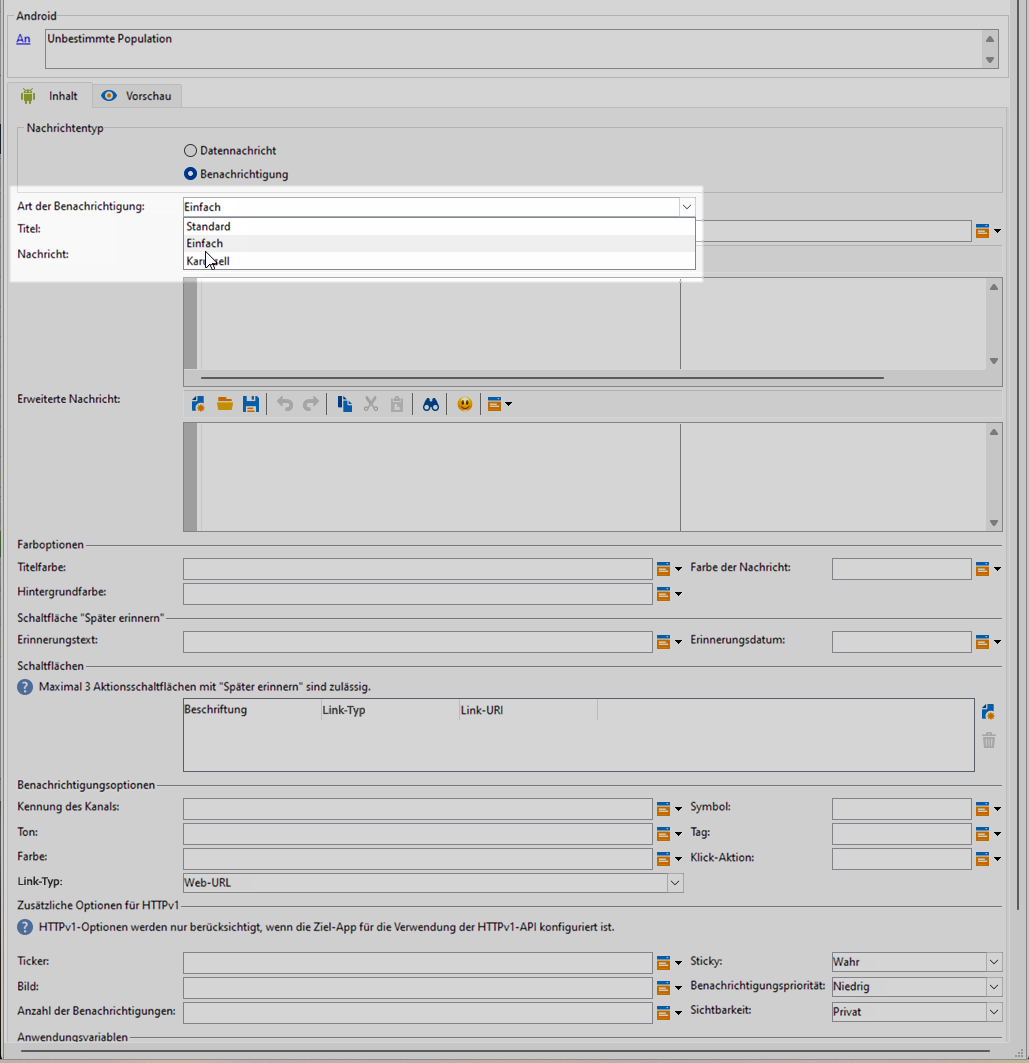 Android
An
Unbestimmte Population
Inhalt
Vorschau
Nachrichtentyp
Datennachricht
Benachrichtigung
Art der Benachrichtigung: Einfach
Standard
Titel:
Einfach
Nachricht:
Karussell
Erweiterte Nachricht:
Farboptionen
Titelfarbe: Farbe der Nachricht:
Hintergrundfarbe:
Schaltfläche "Später erinnern"
Erinnerungstext: Erinnerungsdatum:
Schaltflächen
Maximal 3 Aktionsschaltflächen mit "Später erinnern" sind zulässig.
Beschriftung Link-Typ Link-URI
Benachrichtigungsoptionen
Kennung des Kanals: Symbol:
Ton: Tag:
Farbe: Klick-Aktion:
Link-Typ: Web-URL
Zusätzliche Optionen für HTTPv1
HTTPv1-Optionen werden nur berücksichtigt, wenn die Ziel-App für die Verwendung der HTTPv1-API konfiguriert ist.
Ticker: Sticky: Wahr
Bild: Benachrichtigungspriorität: Niedrig
Anzahl der Benachrichtigungen: Sichtbarkeit: Privat
Anwendungsvariablen